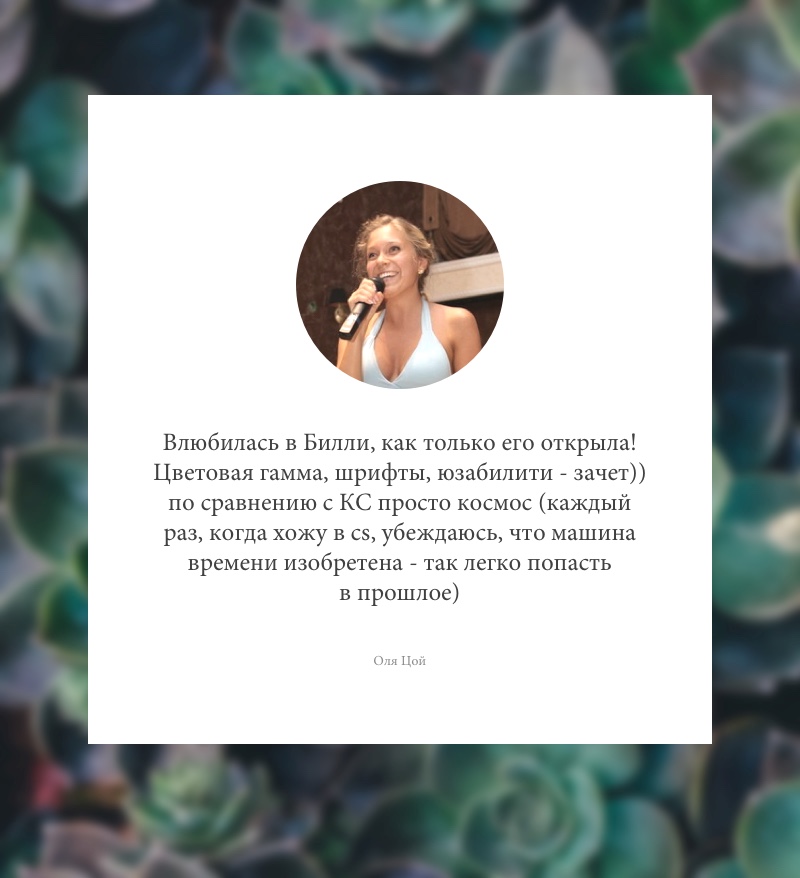 Влюбилась в Билли, как только его открыла!
Цветовая гамма, шрифты, юзабилити - зачет))
по сравнению с КС просто космос (каждый
раз, когда хожу в cs, убеждаюсь, что машина
времени изобретена - так легко попасть
в прошлое)
Оля Цой